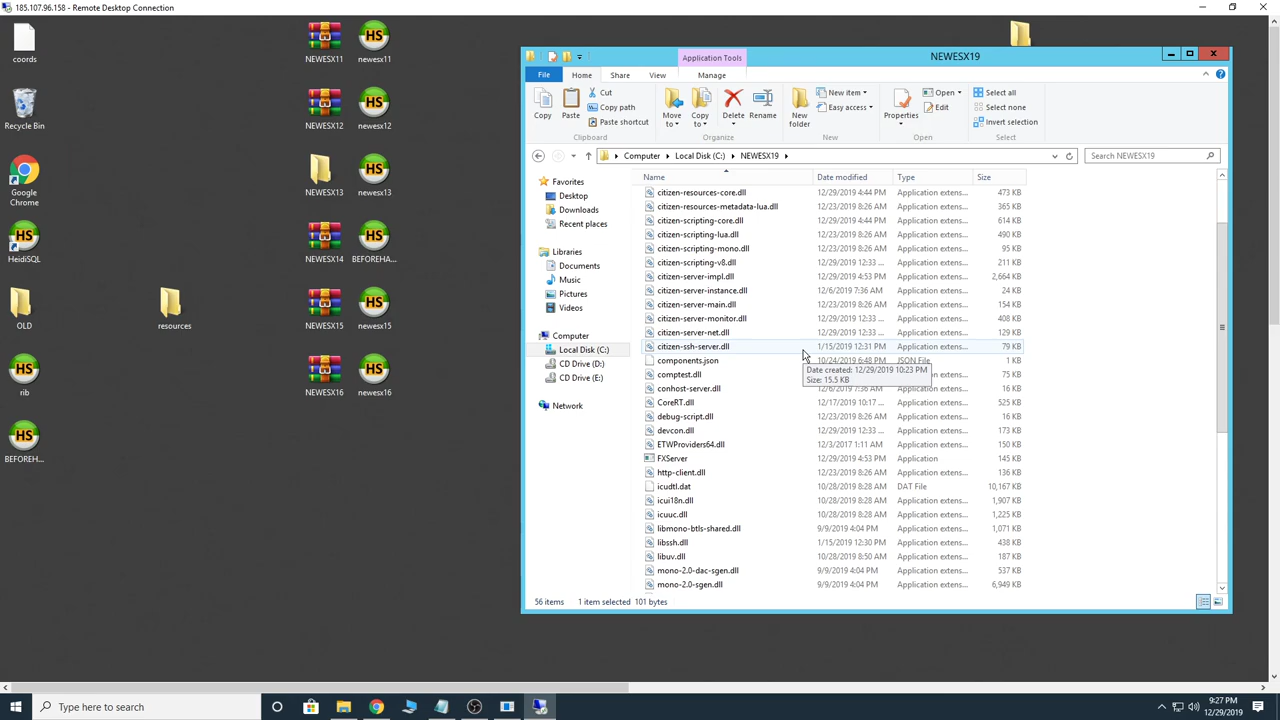 185.107.96.158 - Remote Desktop Connection
coords
NEWESX11
newesx11
Recycle Bin
NEWESX12
newesx12
Google
Chrome
NEWESX13
newesx13
HeidiSQL
NEWESX14
BEFOREHA...
OLD
resources
NEWESX15
newesx15
rib
NEWESX16
newesx16
BEFOREH...
Application Tools
NEWESX19
File
Home
Share
View
Manage
Copy
Paste
Cut
Copy path
Paste shortcut
Clipboard
Move
to
Copy
to
Delete
Rename
Organize
New
folder
New item
Easy access
New
Properties
Open
Edit
Open
Select all
Select none
Invert selection
Select
Computer
Local Disk (C:)
NEWESX19
Search NEWESX19
Favorites
Desktop
Downloads
Recent places
Libraries
Documents
Music
Pictures
Videos
Computer
Local Disk (C:)
CD Drive (D:)
CD Drive (E:)
Network
Name Date modified Type Size
citizen-resources-core.dll 12/29/2019 4:44 PM Application extens... 473 KB
citizen-resources-metadata-lua.dll 12/23/2019 8:26 AM Application extens... 365 KB
citizen-scripting-core.dll 12/29/2019 4:44 PM Application extens... 614 KB
citizen-scripting-lua.dll 12/23/2019 8:26 AM Application extens... 490 KB
citizen-scripting-mono.dll 12/23/2019 8:26 AM Application extens... 95 KB
citizen-scripting-v8.dll 12/29/2019 12:33 ... Application extens... 211 KB
citizen-server-impl.dll 12/29/2019 4:53 PM Application extens... 2,664 KB
citizen-server-instance.dll 12/6/2019 7:36 AM Application extens... 24 KB
citizen-server-main.dll 12/23/2019 8:26 AM Application extens... 154 KB
citizen-server-monitor.dll 12/29/2019 12:33 ... Application extens... 408 KB
citizen-server-net.dll 12/29/2019 12:33 ... Application extens... 129 KB
citizen-ssh-server.dll 1/15/2019 12:31 PM Application extens... 79 KB
components.json 10/24/2019 6:48 PM JSON File 1 KB
comptest.dll 75 KB
Date created: 12/29/2019 10:23 PM
Size: 15.5 KB
conhost-server.dll 12/6/2019 7:36 AM Application extens... 16 KB
CoreRT.dll 12/17/2019 10:17 ... Application extens... 525 KB
debug-script.dll 12/23/2019 8:26 AM Application extens... 16 KB
devcon.dll 12/29/2019 12:33 ... Application extens... 173 KB
ETWProviders64.dll 12/3/2017 1:11 AM Application extens... 150 KB
FXServer 12/29/2019 4:53 PM Application 145 KB
http-client.dll 12/23/2019 8:26 AM Application extens... 136 KB
icudtl.dat 10/28/2019 8:28 AM DAT File 10,167 KB
icui18n.dll 10/28/2019 8:28 AM Application extens... 1,907 KB
icuuc.dll 10/28/2019 8:28 AM Application extens... 1,225 KB
libmono-btls-shared.dll 9/9/2019 4:04 PM Application extens... 1,071 KB
libssh.dll 1/15/2019 12:30 PM Application extens... 438 KB
libuv.dll 10/28/2019 8:50 AM Application extens... 187 KB
mono-2.0-dac-sgen.dll 9/9/2019 4:04 PM Application extens... 537 KB
mono-2.0-sgen.dll 9/9/2019 4:04 PM Application extens... 6,949 KB
56 items 1 item selected 101 bytes
Type here to search
9:27 PM
12/29/2019